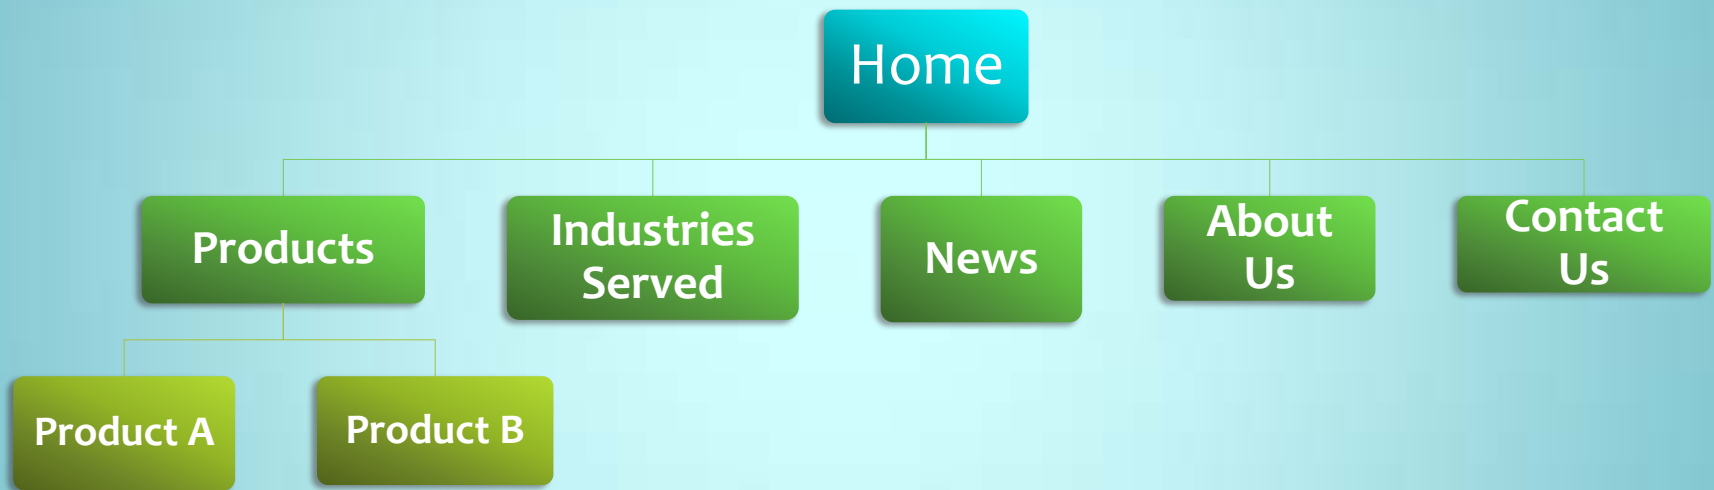 Home
Products
Industries
Served
News
About
Us
Contact
Us
Product A
Product B